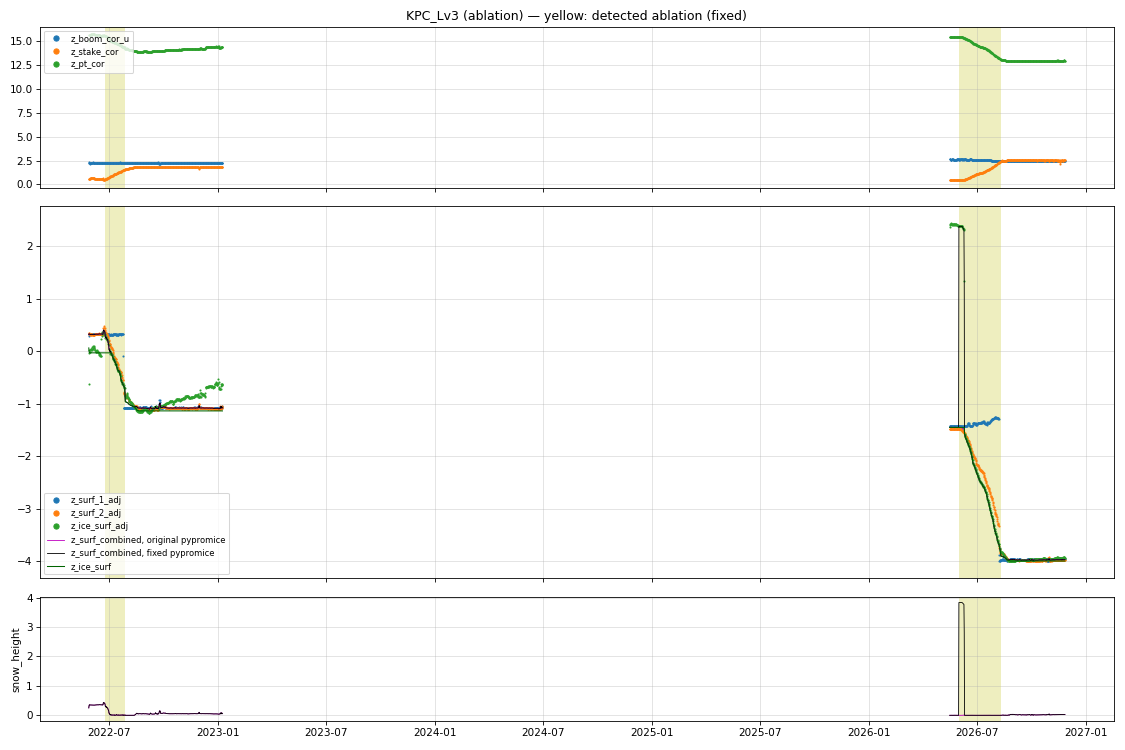 KPC_Lv3 (ablation) — yellow: detected ablation (fixed)
15.0
12.5
10.0
7.5
5.0
2.5
0.0
z_boom_cor_u
z_stake_cor
z_pt_cor
2
1
0
−1
−2
−3
−4
z_surf_1_adj
z_surf_2_adj
z_ice_surf_adj
z_surf_combined, original pypromice
z_surf_combined, fixed pypromice
z_ice_surf
snow_height
4
3
2
1
0
2022-07
2023-01
2023-07
2024-01
2024-07
2025-01
2025-07
2026-01
2026-07
2027-01